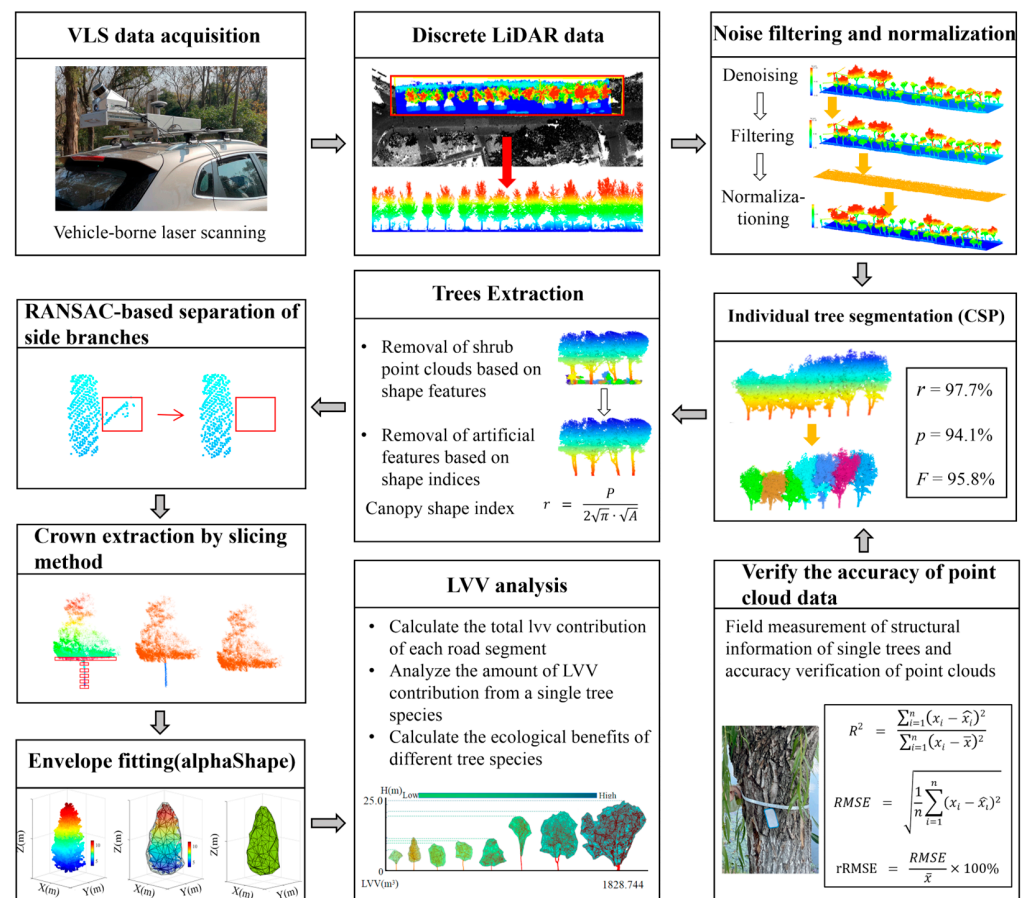 VLS data acquisition
Vehicle-borne laser scanning
Discrete LiDAR data
Noise filtering and normalization
Denoising
Filtering
Normaliza-
tioning
Individual tree segmentation (CSP)
r = 97.7%
p = 94.1%
F = 95.8%
Trees Extraction
• Removal of shrub
point clouds based on
shape features
• Removal of artificial
features based on
shape indices
Canopy shape index r = P / 2√π · √A
RANSAC-based separation of
side branches
Crown extraction by slicing
method
Envelope fitting(alphaShape)
Z(m) X(m) Y(m)
Z(m) X(m) Y(m)
Z(m) X(m) Y(m)
LVV analysis
• Calculate the total lvv contribution
of each road segment
• Analyze the amount of LVV
contribution from a single tree
species
• Calculate the ecological benefits of
different tree species
H(m) Low High
25.0
0
LVV(m³) 1828.744
Verify the accuracy of point
cloud data
Field measurement of structural
information of single trees and
accuracy verification of point clouds
R² = ∑ⁿᵢ₌₁(xᵢ − x̂ᵢ)² / ∑ⁿᵢ₌₁(xᵢ − x̄)²
RMSE = √(1/n ∑ⁿᵢ₌₁(xᵢ − x̂ᵢ)²)
rRMSE = RMSE / x̄ × 100%